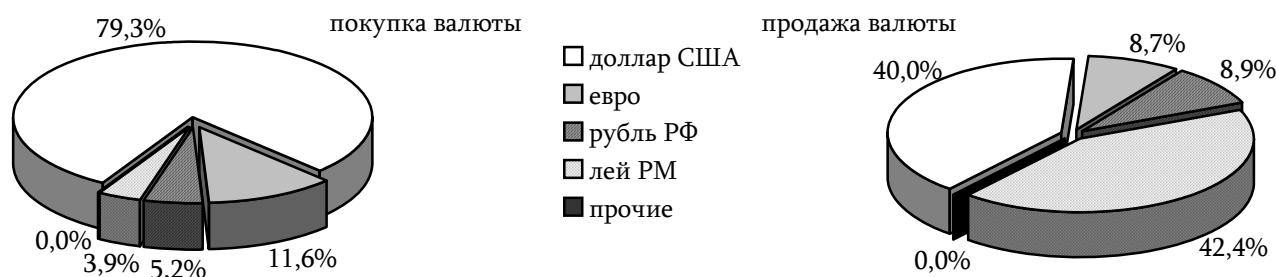 покупка валюты
79,3%
0,0%
3,9%
5,2%
11,6%
доллар США
евро
рубль РФ
лей РМ
прочие
продажа валюты
40,0%
8,7%
8,9%
42,4%
0,0%